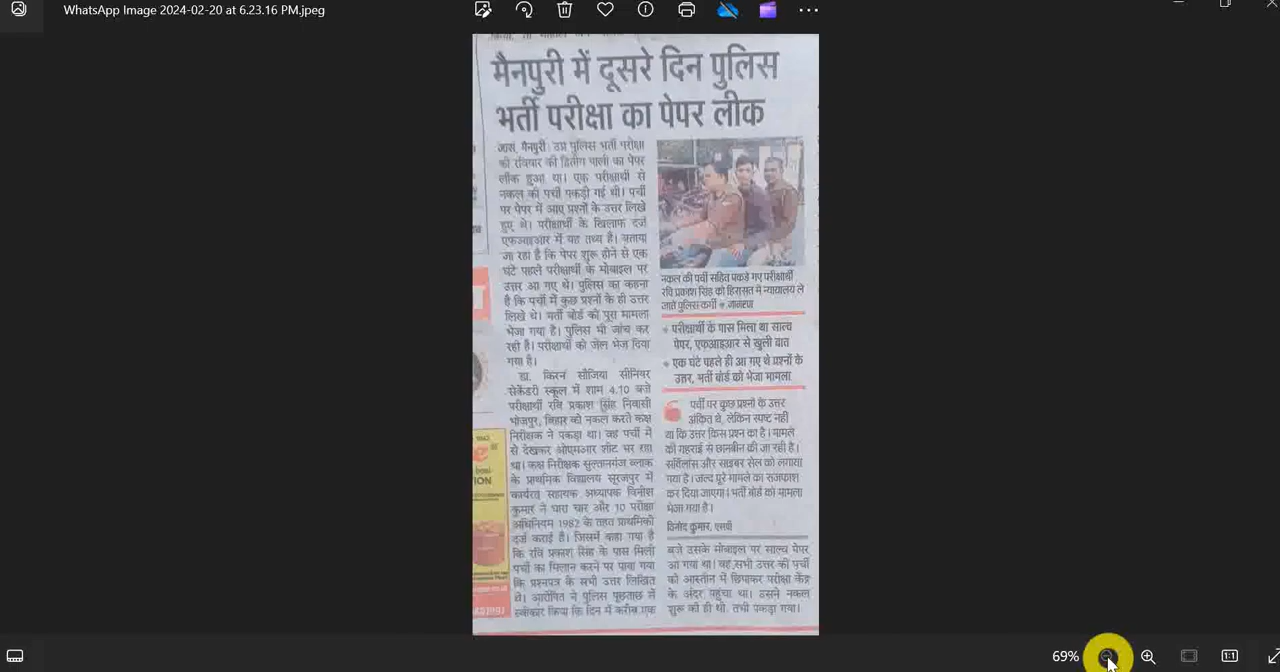 WhatsApp Image 2024-02-20 at 6.23.16 PM.jpeg
मैनपुरी में दूसरे दिन पुलिस
भर्ती परीक्षा का पेपर लीक
जासं, मैनपुरी: उप्र पुलिस भर्ती परीक्षा
की रविवार की द्वितीय पाली का पेपर
लीक हुआ था। एक परीक्षार्थी से
नकल की पर्ची पकड़ी गई थी। पर्ची
पर पेपर में आए प्रश्नों के उत्तर लिखे
हुए थे। परीक्षार्थी के खिलाफ दर्ज
एफआइआर में यह तथ्य है। बताया
जा रहा है कि पेपर शुरू होने से एक
घंटे पहले परीक्षार्थी के मोबाइल पर
उत्तर आ गए थे। पुलिस का कहना
है कि पर्ची में कुछ प्रश्नों के ही उत्तर
लिखे थे। भर्ती बोर्ड को पूरा मामला
भेजा गया है। पुलिस भी जांच कर
रही है। परीक्षार्थी को जेल भेज दिया
गया है।
डा. किरन सौजिया सीनियर
सेकेंडरी स्कूल में शाम 4.10 बजे
परीक्षार्थी रवि प्रकाश सिंह निवासी
भोजपुर, बिहार को नकल करते कक्ष
निरीक्षक ने पकड़ा था। वह पर्ची में
से देखकर ओएमआर शीट भर रहा
था। कक्ष निरीक्षक सुल्तानगंज ब्लाक
के प्राथमिक विद्यालय सूरजपुर में
कार्यरत सहायक अध्यापक विनीश
कुमार ने धारा चार और 10 परीक्षा
अधिनियम 1982 के तहत प्राथमिकी
दर्ज कराई है। जिसमें कहा गया है
कि रवि प्रकाश सिंह के पास मिली
पर्ची का मिलान करने पर पाया गया
कि प्रश्नपत्र के सभी उत्तर लिखित
थे। आरोपित ने पुलिस पूछताछ में
स्वीकार किया कि दिन में करीब एक
नकल की पर्ची सहित पकड़े गए परीक्षार्थी
रवि प्रकाश सिंह को हिरासत में न्यायालय ले
जाते पुलिस कर्मी ● जागरण
● परीक्षार्थी के पास मिला था साल्व
पेपर, एफआइआर से खुली बात
● एक घंटे पहले ही आ गए थे प्रश्नों के
उत्तर, भर्ती बोर्ड को भेजा मामला
पर्ची पर कुछ प्रश्नों के उत्तर
अंकित थे, लेकिन स्पष्ट नहीं
था कि उत्तर किस प्रश्न का है। मामले
की गहराई से छानबीन की जा रही है।
सर्विलांस और साइबर सेल को लगाया
गया है। जल्द पूरे मामले का राजफाश
कर दिया जाएगा। भर्ती बोर्ड को मामला
भेजा गया है।
विनोद कुमार, एसपी
बजे उसके मोबाइल पर साल्व पेपर
आ गया था। वह सभी उत्तर की पर्ची
को आस्तीन में छिपाकर परीक्षा केंद्र
के अंदर पहुंचा था। उसने नकल
शुरू की ही थी, तभी पकड़ा गया।
69%
1:1